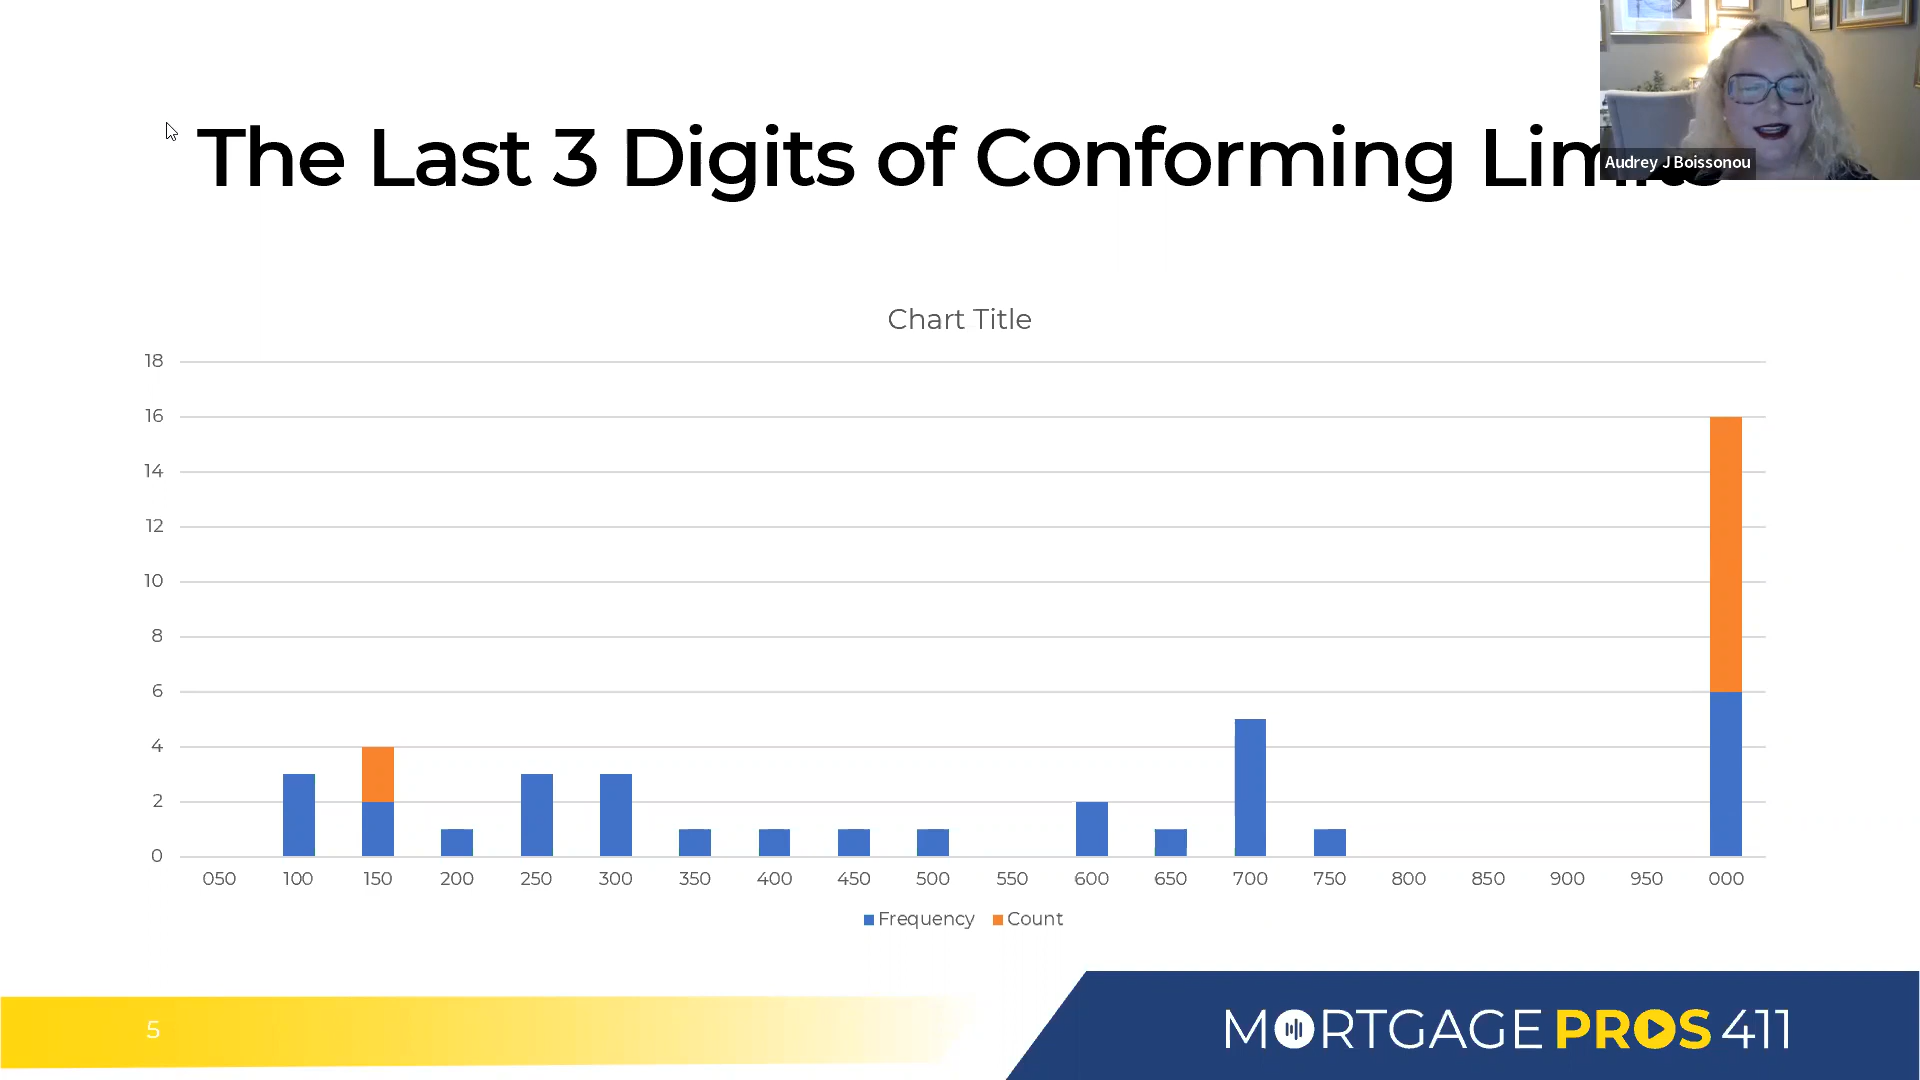 The Last 3 Digits of Conforming Limits
Audrey J Boissonou
Chart Title
18
16
14
12
10
8
6
4
2
0
050 100 150 200 250 300 350 400 450 500 550 600 650 700 750 800 850 900 950 000
Frequency Count
5
MORTGAGE PROS 411